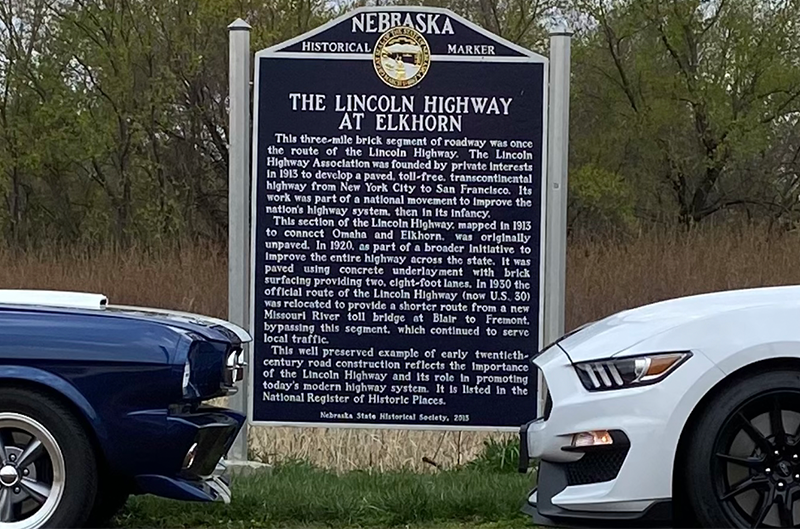 NEBRASKA
HISTORICAL MARKER
THE LINCOLN HIGHWAY
AT ELKHORN
This three-mile brick segment of roadway was once
the route of the Lincoln Highway. The Lincoln
Highway Association was founded by private interests
in 1913 to develop a paved, toll-free, transcontinental
highway from New York City to San Francisco. Its
work was part of a national movement to improve the
nation's highway system, then in its infancy.
This section of the Lincoln Highway, mapped in 1913
to connect Omaha and Elkhorn, was originally
unpaved. In 1920, as part of a broader initiative to
improve the entire highway across the state, it was
paved using concrete underlayment with brick
surfacing providing two, eight-foot lanes. In 1930 the
official route of the Lincoln Highway (now U.S. 30)
was relocated to provide a shorter route from a new
Missouri River toll bridge at Blair to Fremont,
bypassing this segment, which continued to serve
local traffic.
This well preserved example of early twentieth-
century road construction reflects the importance
of the Lincoln Highway and its role in promoting
today's modern highway system. It is listed in the
National Register of Historic Places.
Nebraska State Historical Society, 2013